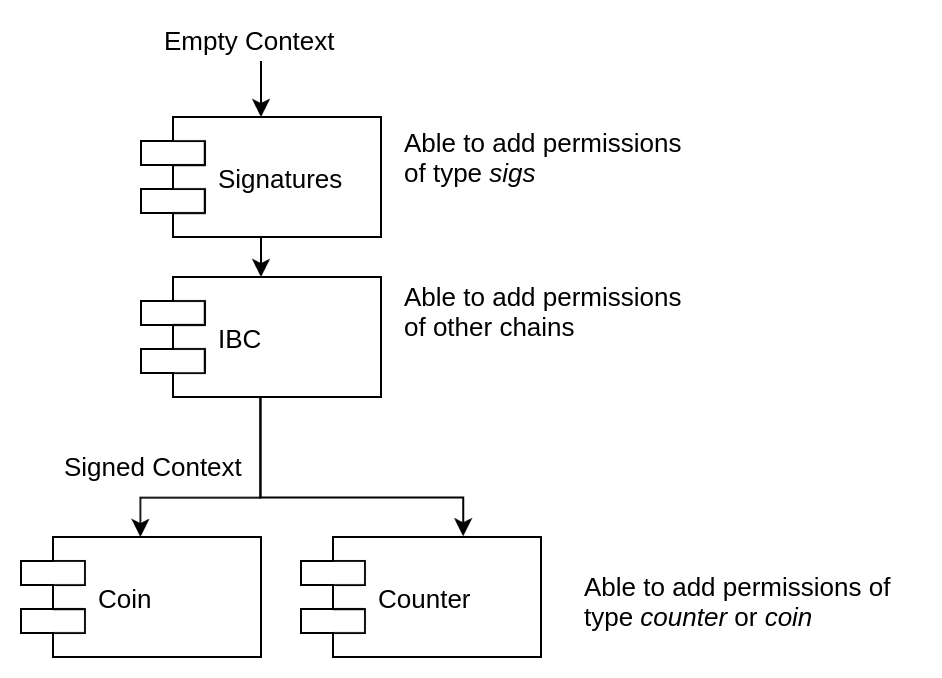 Empty Context
Signatures
Able to add permissions
of type sigs
IBC
Able to add permissions
of other chains
Signed Context
Coin
Counter
Able to add permissions of
type counter or coin